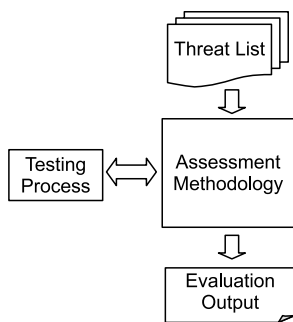 Threat List
Testing
Process
Assessment
Methodology
Evaluation
Output